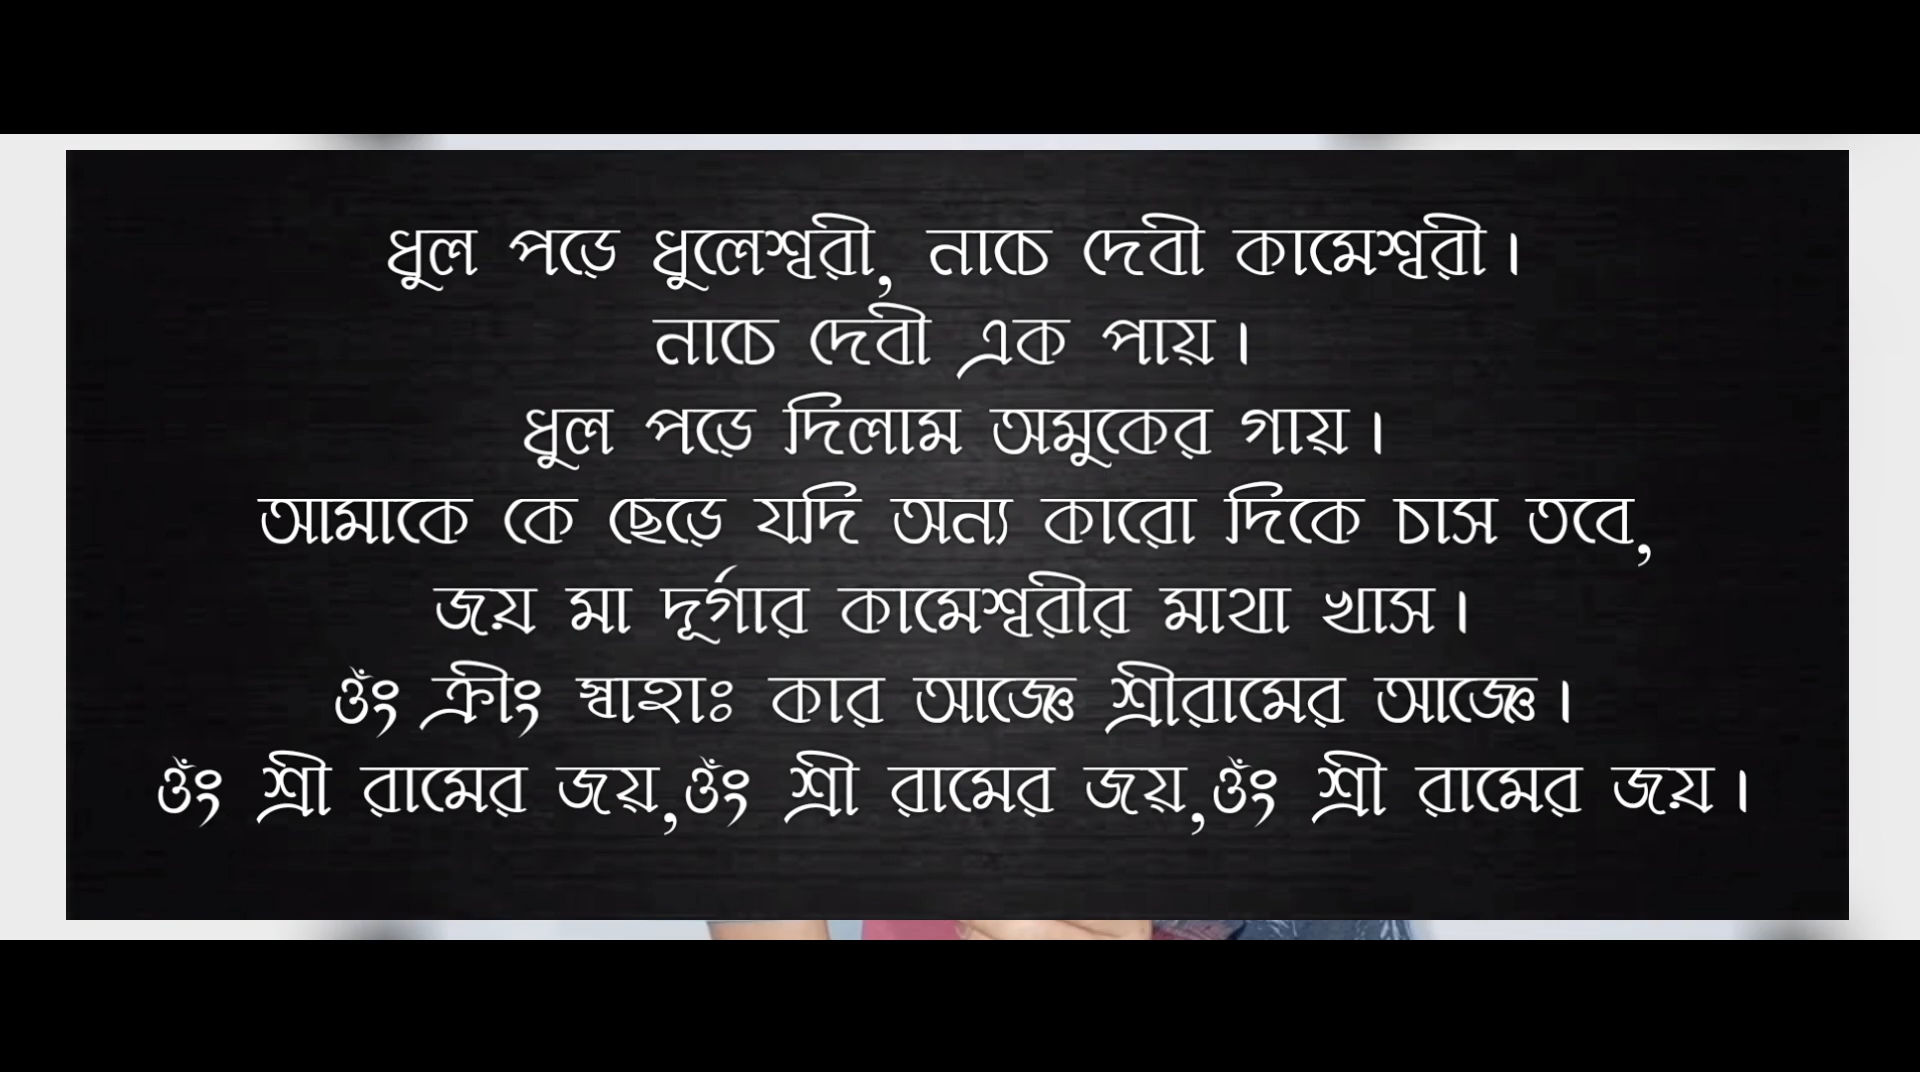 ধুল পড়ে ধুলেশ্বরী, নাচে দেবী কামেশ্বরী।
নাচে দেবী এক পায়।
ধুল পড়ে দিলাম অমুকের গায়।
আমাকে কে ছেড়ে যদি অন্য কারো দিকে চাস তবে,
জয় মা দূর্গার কামেশ্বরীর মাথা খাস।
ওঁং ক্রীং স্বাহাঃ কার আজ্ঞে শ্রীরামের আজ্ঞে।
ওঁং শ্রী রামের জয়,ওঁং শ্রী রামের জয়,ওঁং শ্রী রামের জয়।